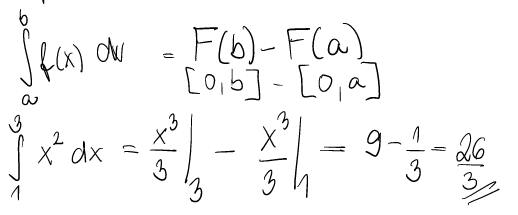 ∫_a^b f(x) dx = F(b) - F(a)
[0,b] - [0,a]
∫_1^3 x² dx = x³/3 |_3 - x³/3 |_1 = 9 - 1/3 = 26/3